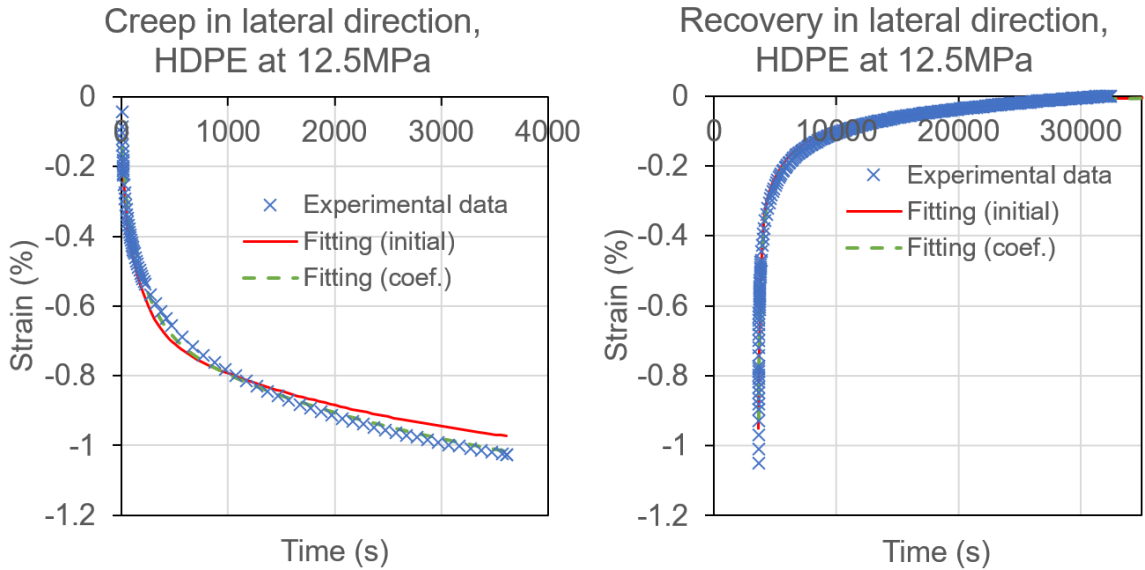 Creep in lateral direction,
HDPE at 12.5MPa
0
-0.2
-0.4
-0.6
-0.8
-1
-1.2
0
1000
2000
3000
4000
Strain (%)
Time (s)
Experimental data
Fitting (initial)
Fitting (coef.)
Recovery in lateral direction,
HDPE at 12.5MPa
0
-0.2
-0.4
-0.6
-0.8
-1
-1.2
0
10000
20000
30000
Strain (%)
Time (s)
Experimental data
Fitting (initial)
Fitting (coef.)